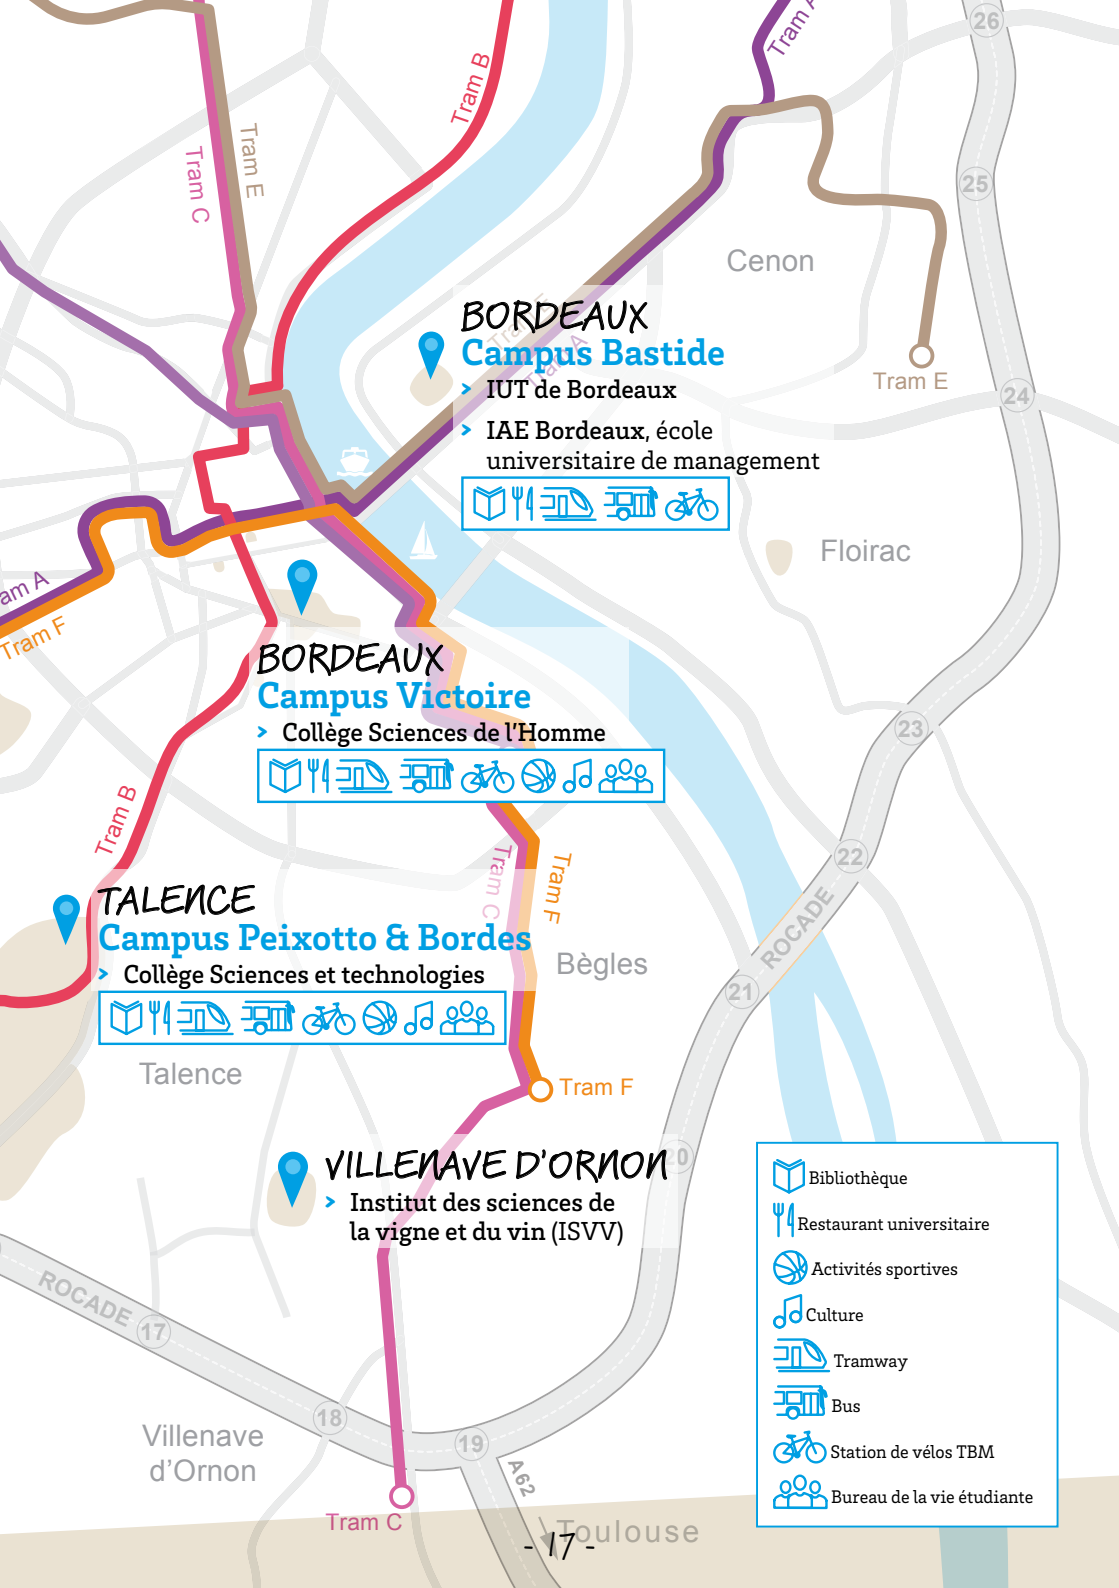 26
Tram A
Tram B
Tram E
Tram C
25
Cenon
BORDEAUX
Campus Bastide
> IUT de Bordeaux
> IAE Bordeaux, école
universitaire de management
Tram E
Tram A
Tram E
24
Floirac
am A
Tram F
BORDEAUX
Campus Victoire
> Collège Sciences de l'Homme
23
Tram B
22
Tram C
Tram F
ROCADE
TALENCE
Campus Peixotto & Bordes
> Collège Sciences et technologies
Bègles
21
Talence
Tram F
VILLENAVE D'ORNON
20
> Institut des sciences de
la vigne et du vin (ISVV)
Bibliothèque
Restaurant universitaire
Activités sportives
Culture
Tramway
Bus
Station de vélos TBM
Bureau de la vie étudiante
ROCADE
17
18
19
Villenave
d'Ornon
A62
Tram C
Toulouse
- 17 -